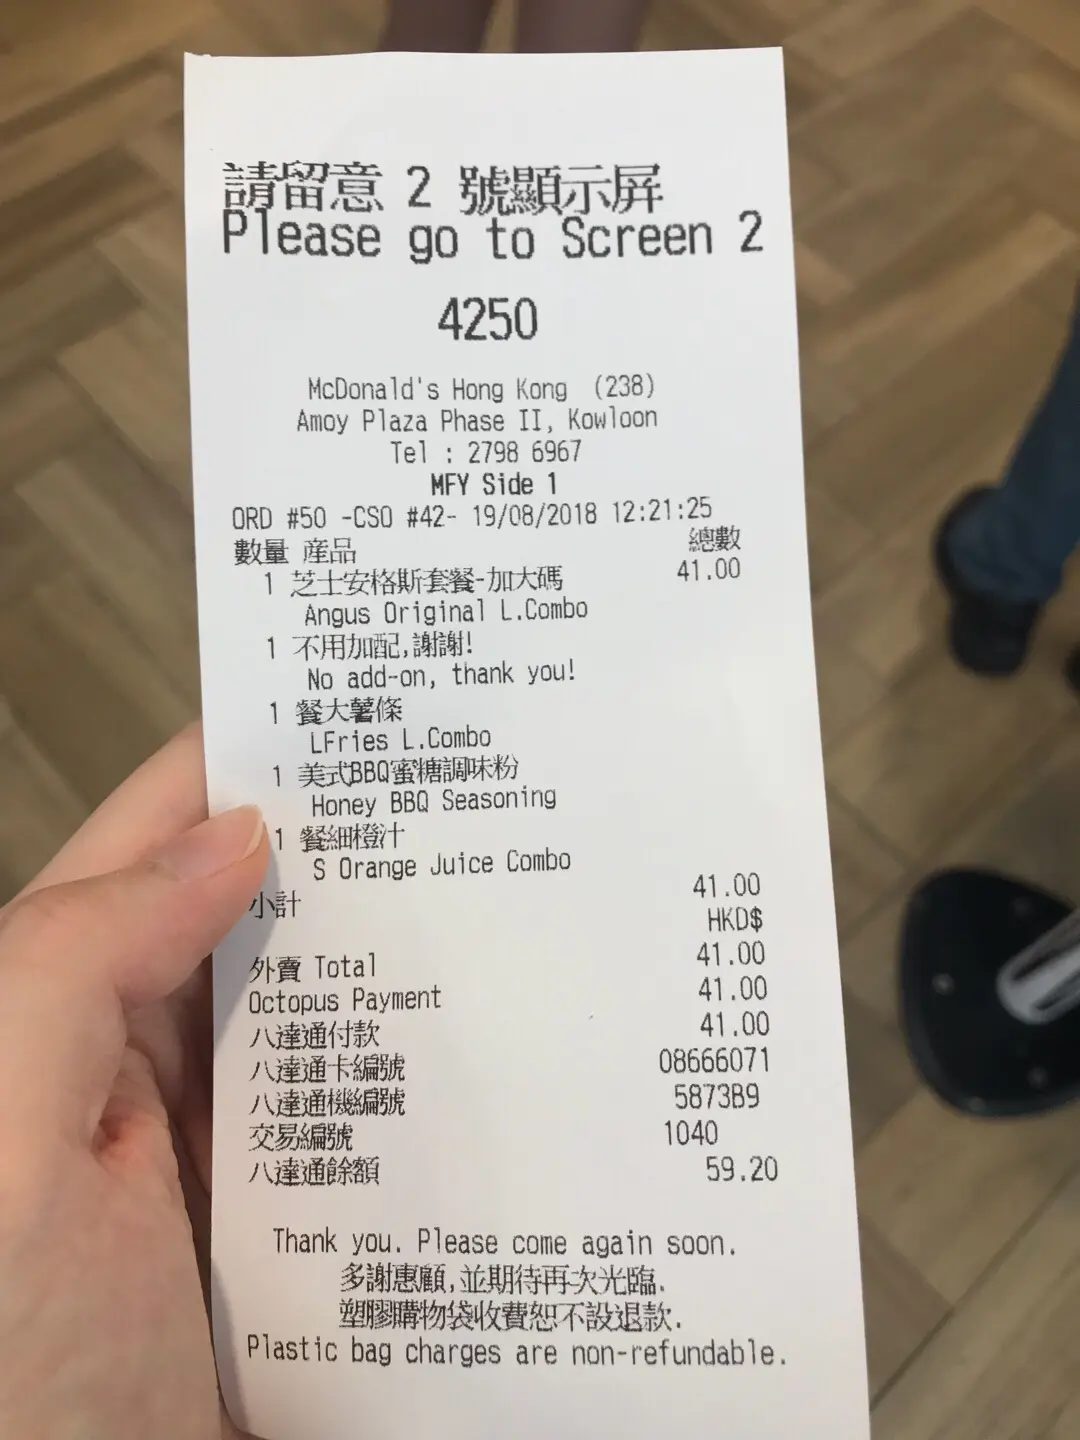 請留意 2 號顯示屏
Please go to Screen 2
4250
McDonald's Hong Kong (238)
Amoy Plaza Phase II, Kowloon
Tel : 2798 6967
MFY Side 1
ORD #50 -CSO #42- 19/08/2018 12:21:25
數量 產品 總數
1 芝士安格斯套餐-加大碼 41.00
Angus Original L.Combo
1 不用加配,謝謝!
No add-on, thank you!
1 餐大薯條
LFries L.Combo
1 美式BBQ蜜糖調味粉
Honey BBQ Seasoning
1 餐細橙汁
S Orange Juice Combo
小計 41.00
HKD$
外賣 Total 41.00
Octopus Payment 41.00
八達通付款 41.00
八達通卡編號 08666071
八達通機編號 5873B9
交易編號 1040
八達通餘額 59.20
Thank you. Please come again soon.
多謝惠顧,並期待再次光臨.
塑膠購物袋收費恕不設退款.
Plastic bag charges are non-refundable.